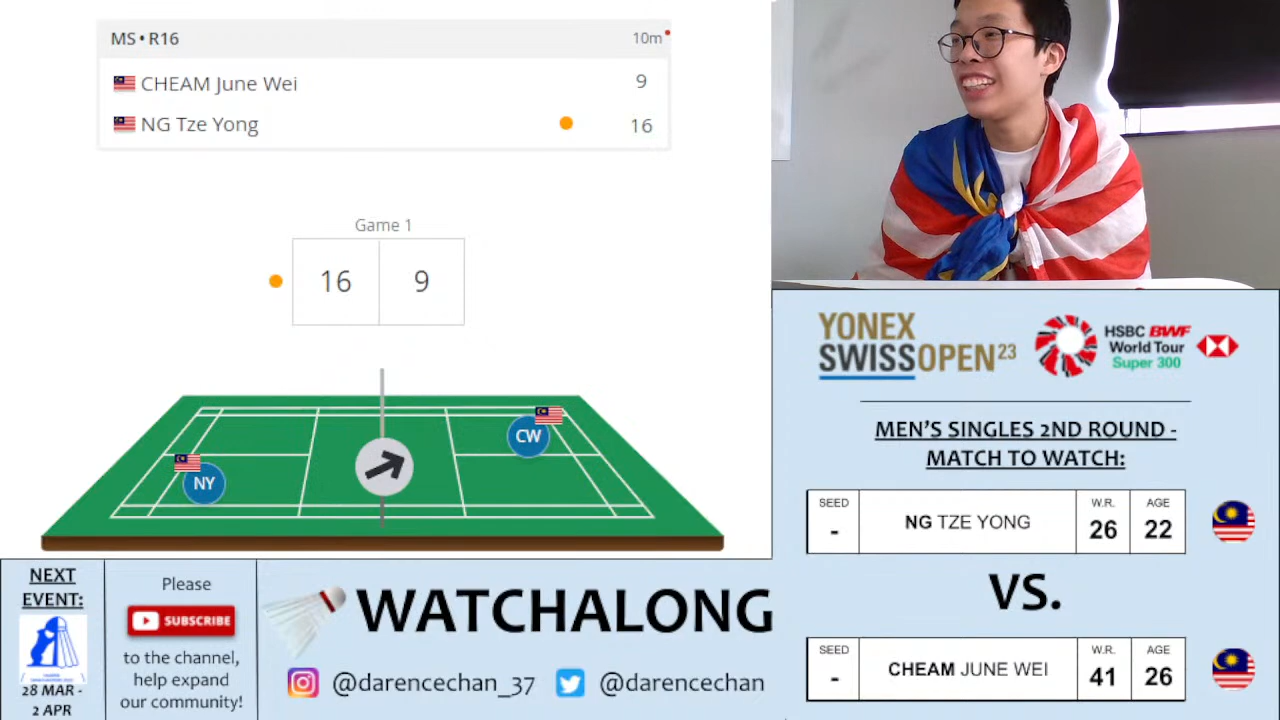 MS • R16
10m
CHEAM June Wei
9
NG Tze Yong
16
Game 1
16 9
CW
NY
YONEX
SWISSOPEN23
HSBC BWF
World Tour
Super 300
MEN'S SINGLES 2ND ROUND -
MATCH TO WATCH:
SEED W.R. AGE
- NG TZE YONG 26 22
VS.
SEED W.R. AGE
- CHEAM JUNE WEI 41 26
NEXT
EVENT:
28 MAR -
2 APR
Please
SUBSCRIBE
to the channel,
help expand
our community!
WATCHALONG
@darencechan_37 @darencechan